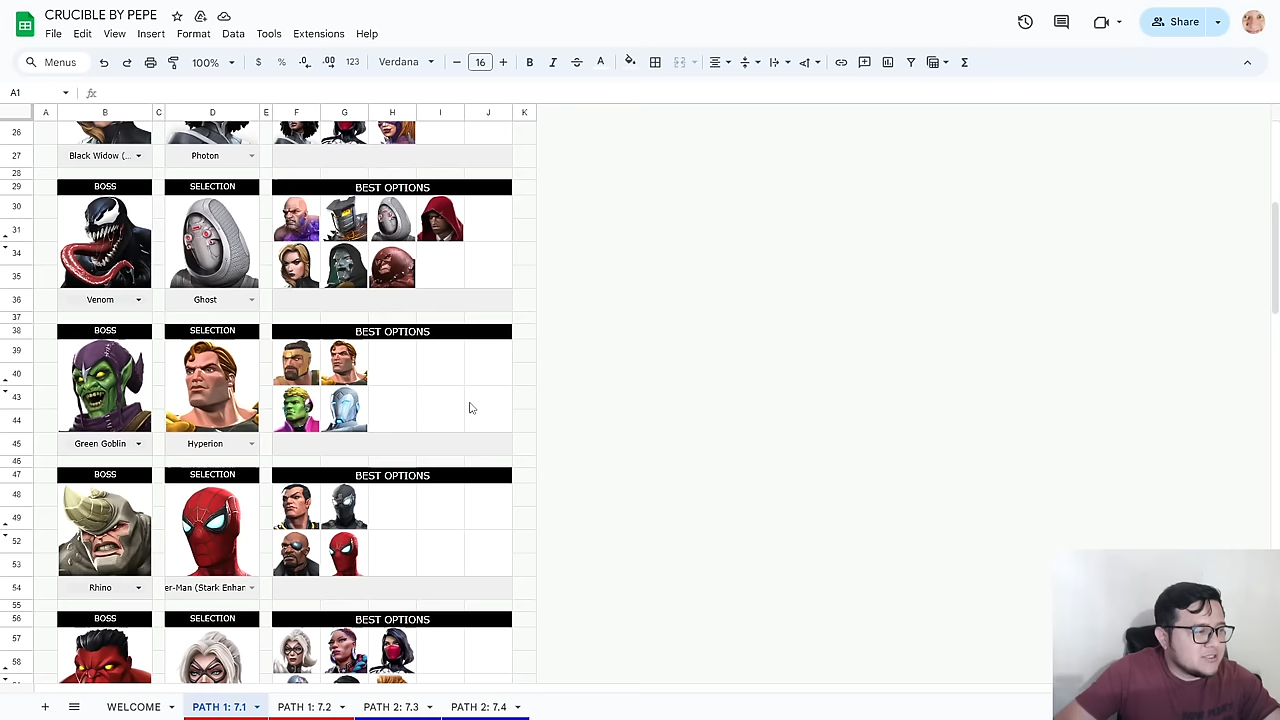 CRUCIBLE BY PEPE
File Edit View Insert Format Data Tools Extensions Help
Share
Menus 100% $ % .0 .00 123 Verdana 16 B I A
A1 fx
A B C D E F G H I J K
26
27 Black Widow (... Photon
28
29 BOSS SELECTION BEST OPTIONS
30
31
34
35
36 Venom Ghost
37
38 BOSS SELECTION BEST OPTIONS
39
40
43
44
45 Green Goblin Hyperion
46
47 BOSS SELECTION BEST OPTIONS
48
49
52
53
54 Rhino er-Man (Stark Enhar
55
56 BOSS SELECTION BEST OPTIONS
57
58
WELCOME PATH 1: 7.1 PATH 1: 7.2 PATH 2: 7.3 PATH 2: 7.4